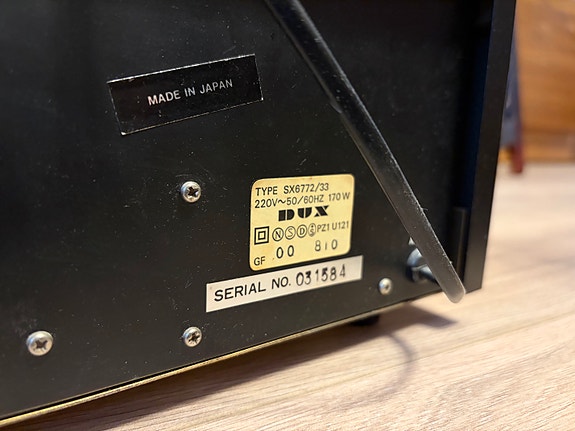 MADE IN JAPAN
TYPE SX6772/33
220V~50/60HZ 170W
DUX
N S D PZ1 U121
GF 00 810
SERIAL NO. 031584